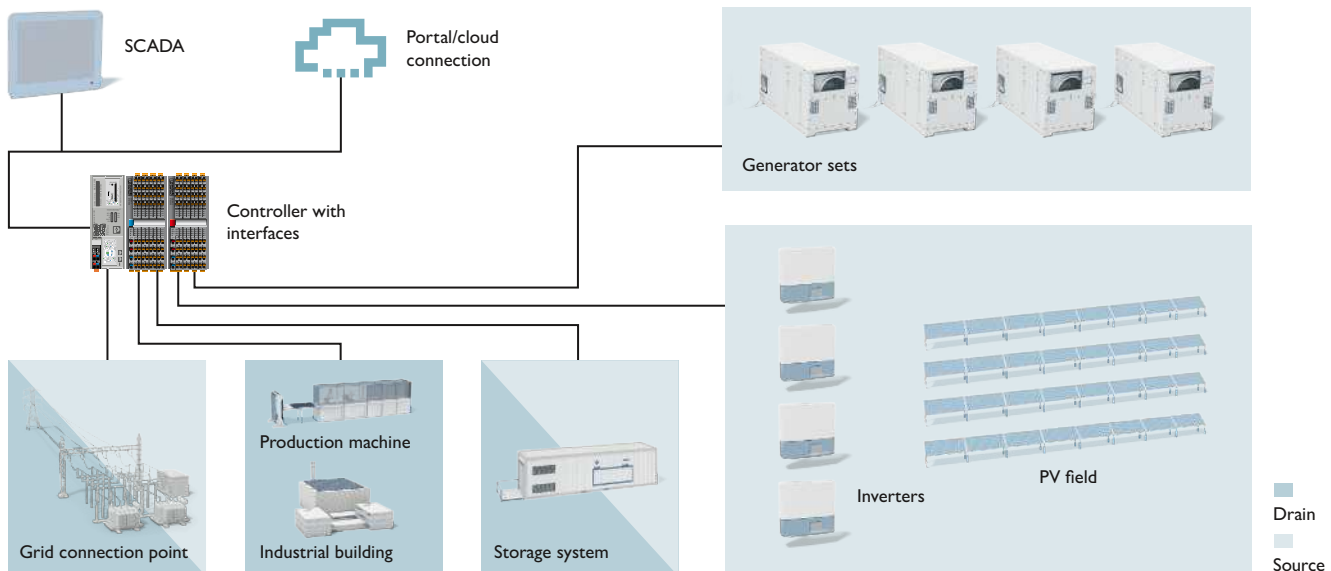 SCADA
Portal/cloud
connection
Generator sets
Controller with
interfaces
Production machine
Grid connection point
Industrial building
Storage system
Inverters
PV field
Drain
Source